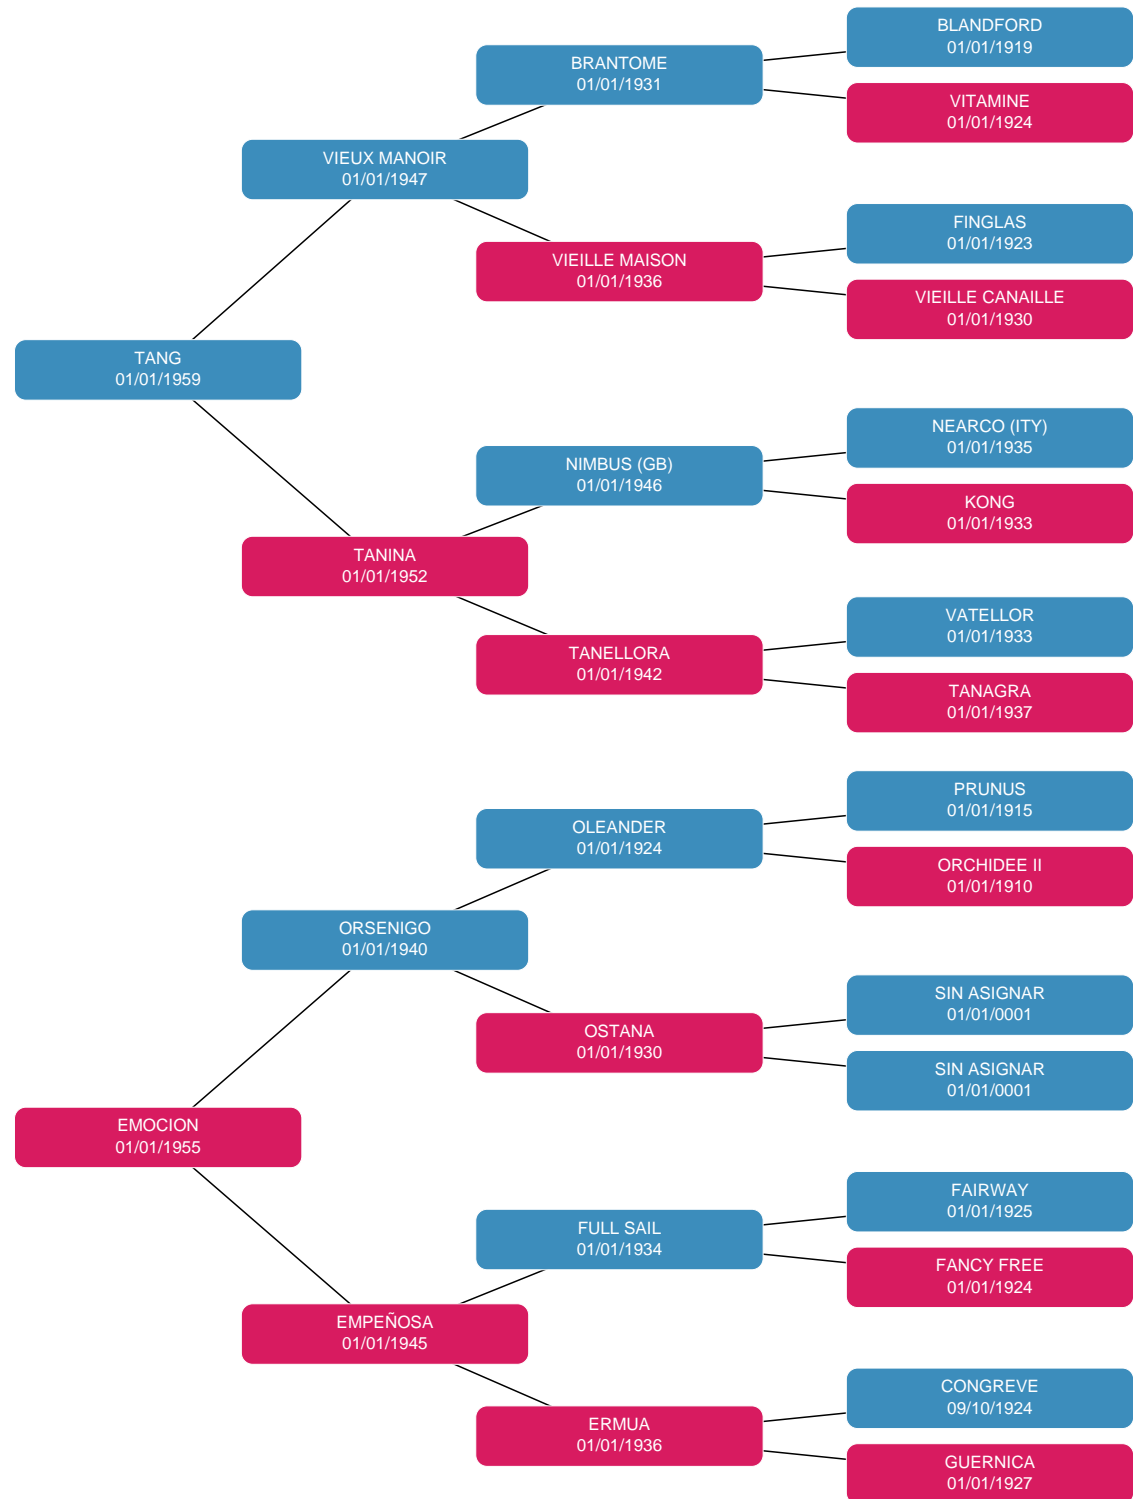 BLANDFORD
01/01/1919
BRANTOME
01/01/1931
VITAMINE
01/01/1924
VIEUX MANOIR
01/01/1947
FINGLAS
01/01/1923
VIEILLE MAISON
01/01/1936
VIEILLE CANAILLE
01/01/1930
TANG
01/01/1959
NEARCO (ITY)
01/01/1935
NIMBUS (GB)
01/01/1946
KONG
01/01/1933
TANINA
01/01/1952
VATELLOR
01/01/1933
TANELLORA
01/01/1942
TANAGRA
01/01/1937
PRUNUS
01/01/1915
OLEANDER
01/01/1924
ORCHIDEE II
01/01/1910
ORSENIGO
01/01/1940
SIN ASIGNAR
01/01/0001
OSTANA
01/01/1930
SIN ASIGNAR
01/01/0001
EMOCION
01/01/1955
FAIRWAY
01/01/1925
FULL SAIL
01/01/1934
FANCY FREE
01/01/1924
EMPEÑOSA
01/01/1945
CONGREVE
09/10/1924
ERMUA
01/01/1936
GUERNICA
01/01/1927